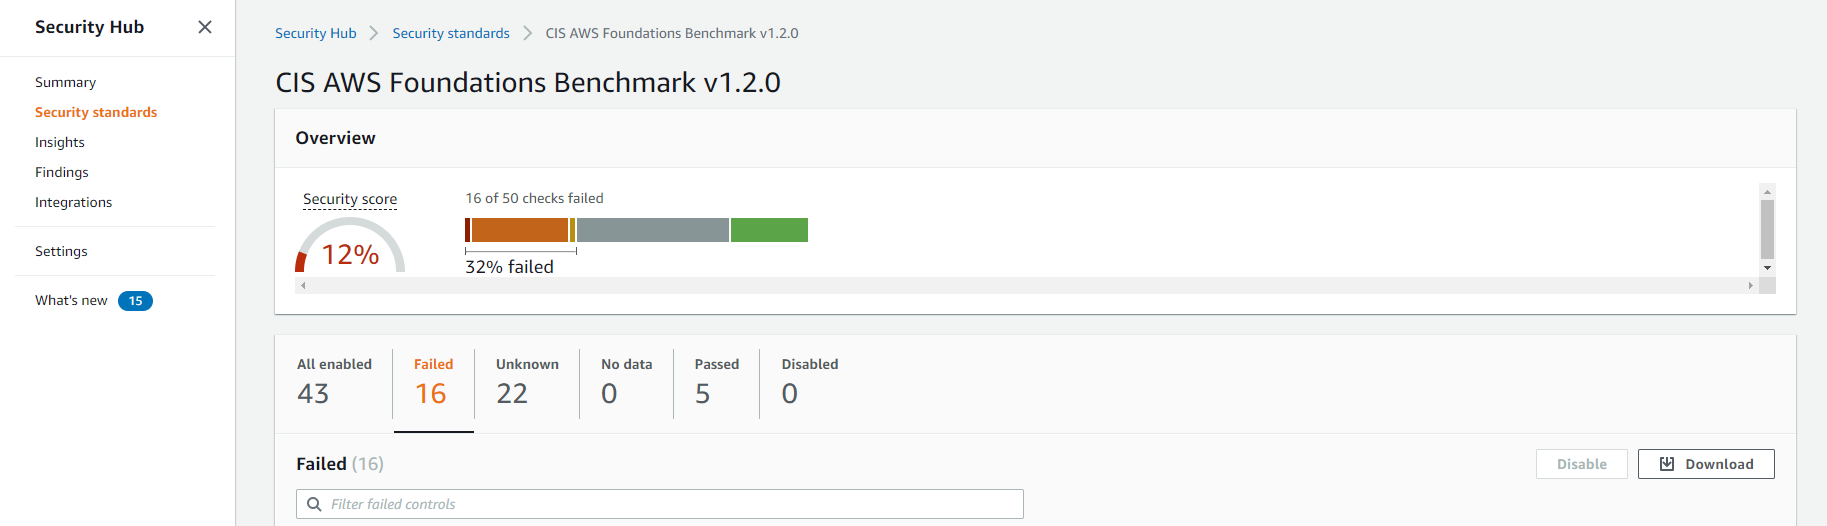 Security Hub
Summary
Security standards
Insights
Findings
Integrations
Settings
What's new 15
Security Hub Security standards CIS AWS Foundations Benchmark v1.2.0
CIS AWS Foundations Benchmark v1.2.0
Overview
Security score
12%
16 of 50 checks failed
32% failed
All enabled
43
Failed
16
Unknown
22
No data
0
Passed
5
Disabled
0
Failed (16)
Disable
Download
Filter failed controls